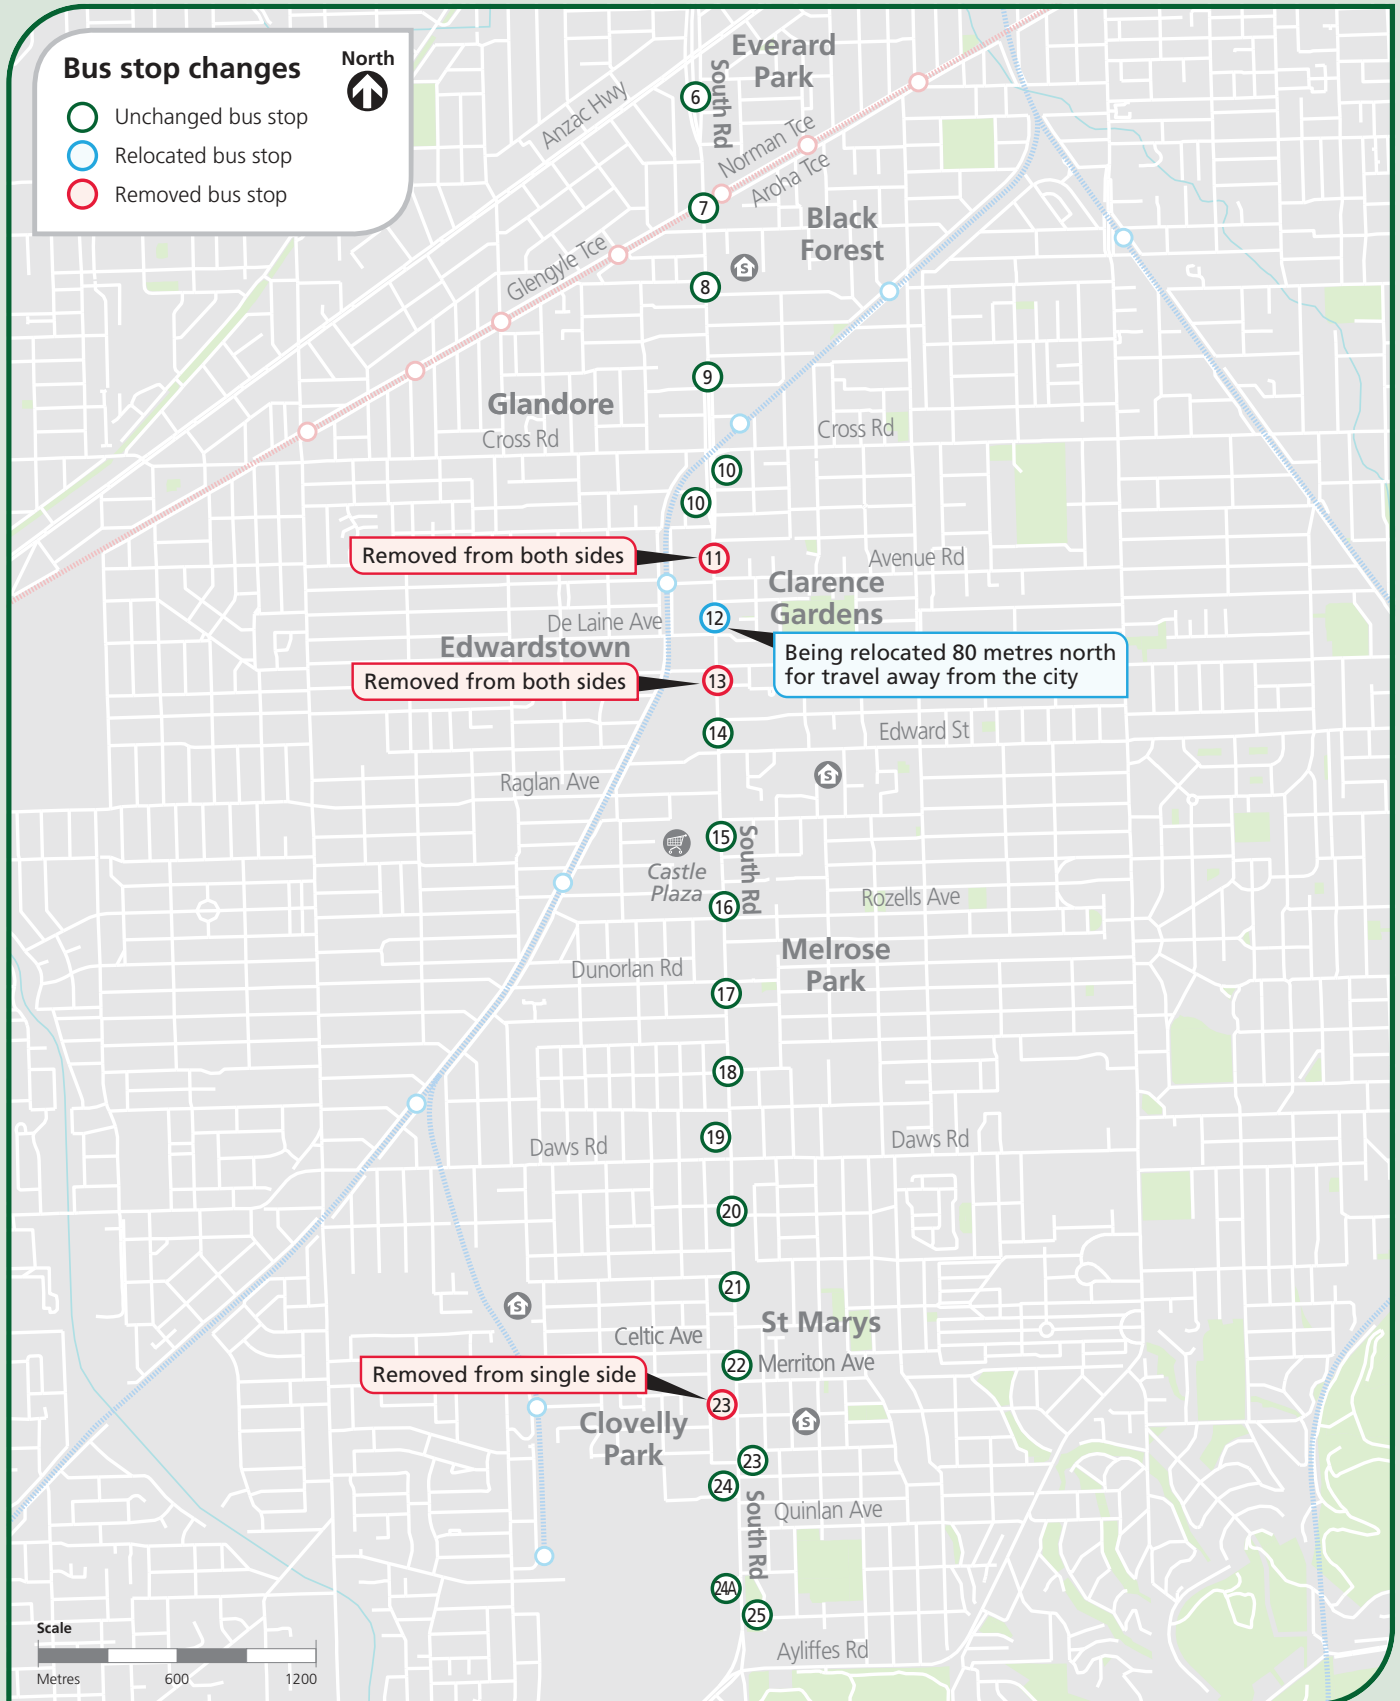 Bus stop changes
North
Unchanged bus stop
Relocated bus stop
Removed bus stop
Everard
Park
South Rd
6
Anzac Hwy
Norman Tce
Aroha Tce
7
Black
Forest
Glengyle Tce
S
8
9
Glandore
Cross Rd
Cross Rd
10
10
Removed from both sides
11
Avenue Rd
Clarence
Gardens
12
De Laine Ave
Edwardstown
Being relocated 80 metres north
for travel away from the city
Removed from both sides
13
14
Edward St
S
Raglan Ave
15
South Rd
Castle
Plaza
16
Rozells Ave
Melrose
Park
Dunorlan Rd
17
18
19
Daws Rd
Daws Rd
20
21
S
St Marys
Celtic Ave
22
Merriton Ave
Removed from single side
23
S
Clovelly
Park
23
24
South Rd
Quinlan Ave
24A
25
Ayliffes Rd
Scale
Metres
600
1200